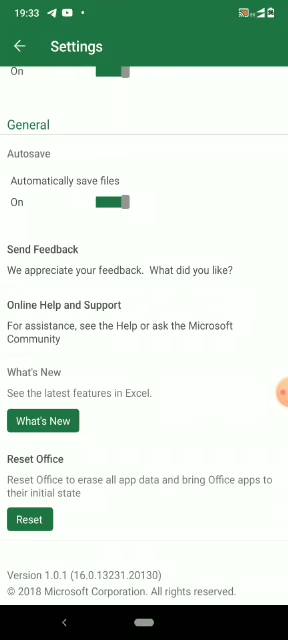 19:33
Settings
On
General
Autosave
Automatically save files
On
Send Feedback
We appreciate your feedback. What did you like?
Online Help and Support
For assistance, see the Help or ask the Microsoft
Community
What's New
See the latest features in Excel.
What's New
Reset Office
Reset Office to erase all app data and bring Office apps to
their initial state
Reset
Version 1.0.1 (16.0.13231.20130)
© 2018 Microsoft Corporation. All rights reserved.